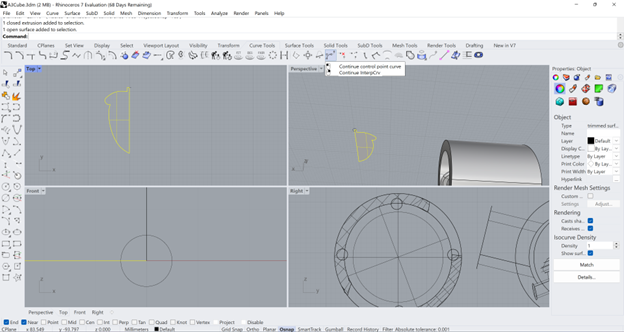 A3Cube.3dm (2 MB) - Rhinoceros 7 Evaluation (68 Days Remaining)
File Edit View Curve Surface SubD Solid Mesh Dimension Transform Tools Analyze Render Panels Help
1 closed extrusion added to selection.
1 open surface added to selection.
Command:
Standard CPlanes Set View Display Select Viewport Layout Visibility Transform Curve Tools Surface Tools Solid Tools SubD Tools Mesh Tools Render Tools Drafting New in V7
Continue control point curve
Continue InterpCrv
Top
Perspective
Front
Right
Properties: Object
Object
Type trimmed surf...
Name
Layer Default
Display C... By Lay...
Linetype By Layer
Print Color By Lay...
Print Width By Layer
Hyperlink ...
Render Mesh Settings
Custom ...
Settings Adjust...
Rendering
Casts sha...
Receives ...
Isocurve Density
Density 1
Show surf...
Match
Details...
Perspective Top Front Right
End Near Point Mid Cen Int Perp Tan Quad Knot Vertex Project Disable
CPlane x 83.549 y -93.797 z 0.000 Millimeters Default Grid Snap Ortho Planar Osnap SmartTrack Gumball Record History Filter Absolute tolerance: 0.001